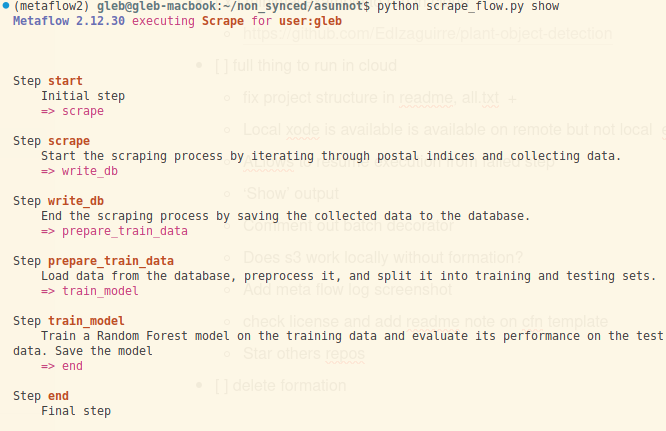 (metaflow2) gleb@gleb-macbook:~/non_synced/asunnot$ python scrape_flow.py show
Metaflow 2.12.30 executing Scrape for user:gleb
https://github.com/EdIzaguirre/plant-object-detection
[ ] full thing to run in cloud
Step start
Initial step
fix project structure in readme, all.txt +
=> scrape
Local xode is available is available on remote but not local
Step scrape
Start the scraping process by iterating through postal indices and collecting data.
=> write_db
'Show' output
Step write_db
End the scraping process by saving the collected data to the database.
Comment out batch decorator
=> prepare_train_data
Does s3 work locally without formation?
Step prepare_train_data
Load data from the database, preprocess it, and split it into training and testing sets.
=> train_model
Add meta flow log screenshot
Step train_model
check license and add readme note on cfn template
Train a Random Forest model on the training data and evaluate its performance on the test
data. Save the model
Star others repos
=> end
[ ] delete formation
Step end
Final step